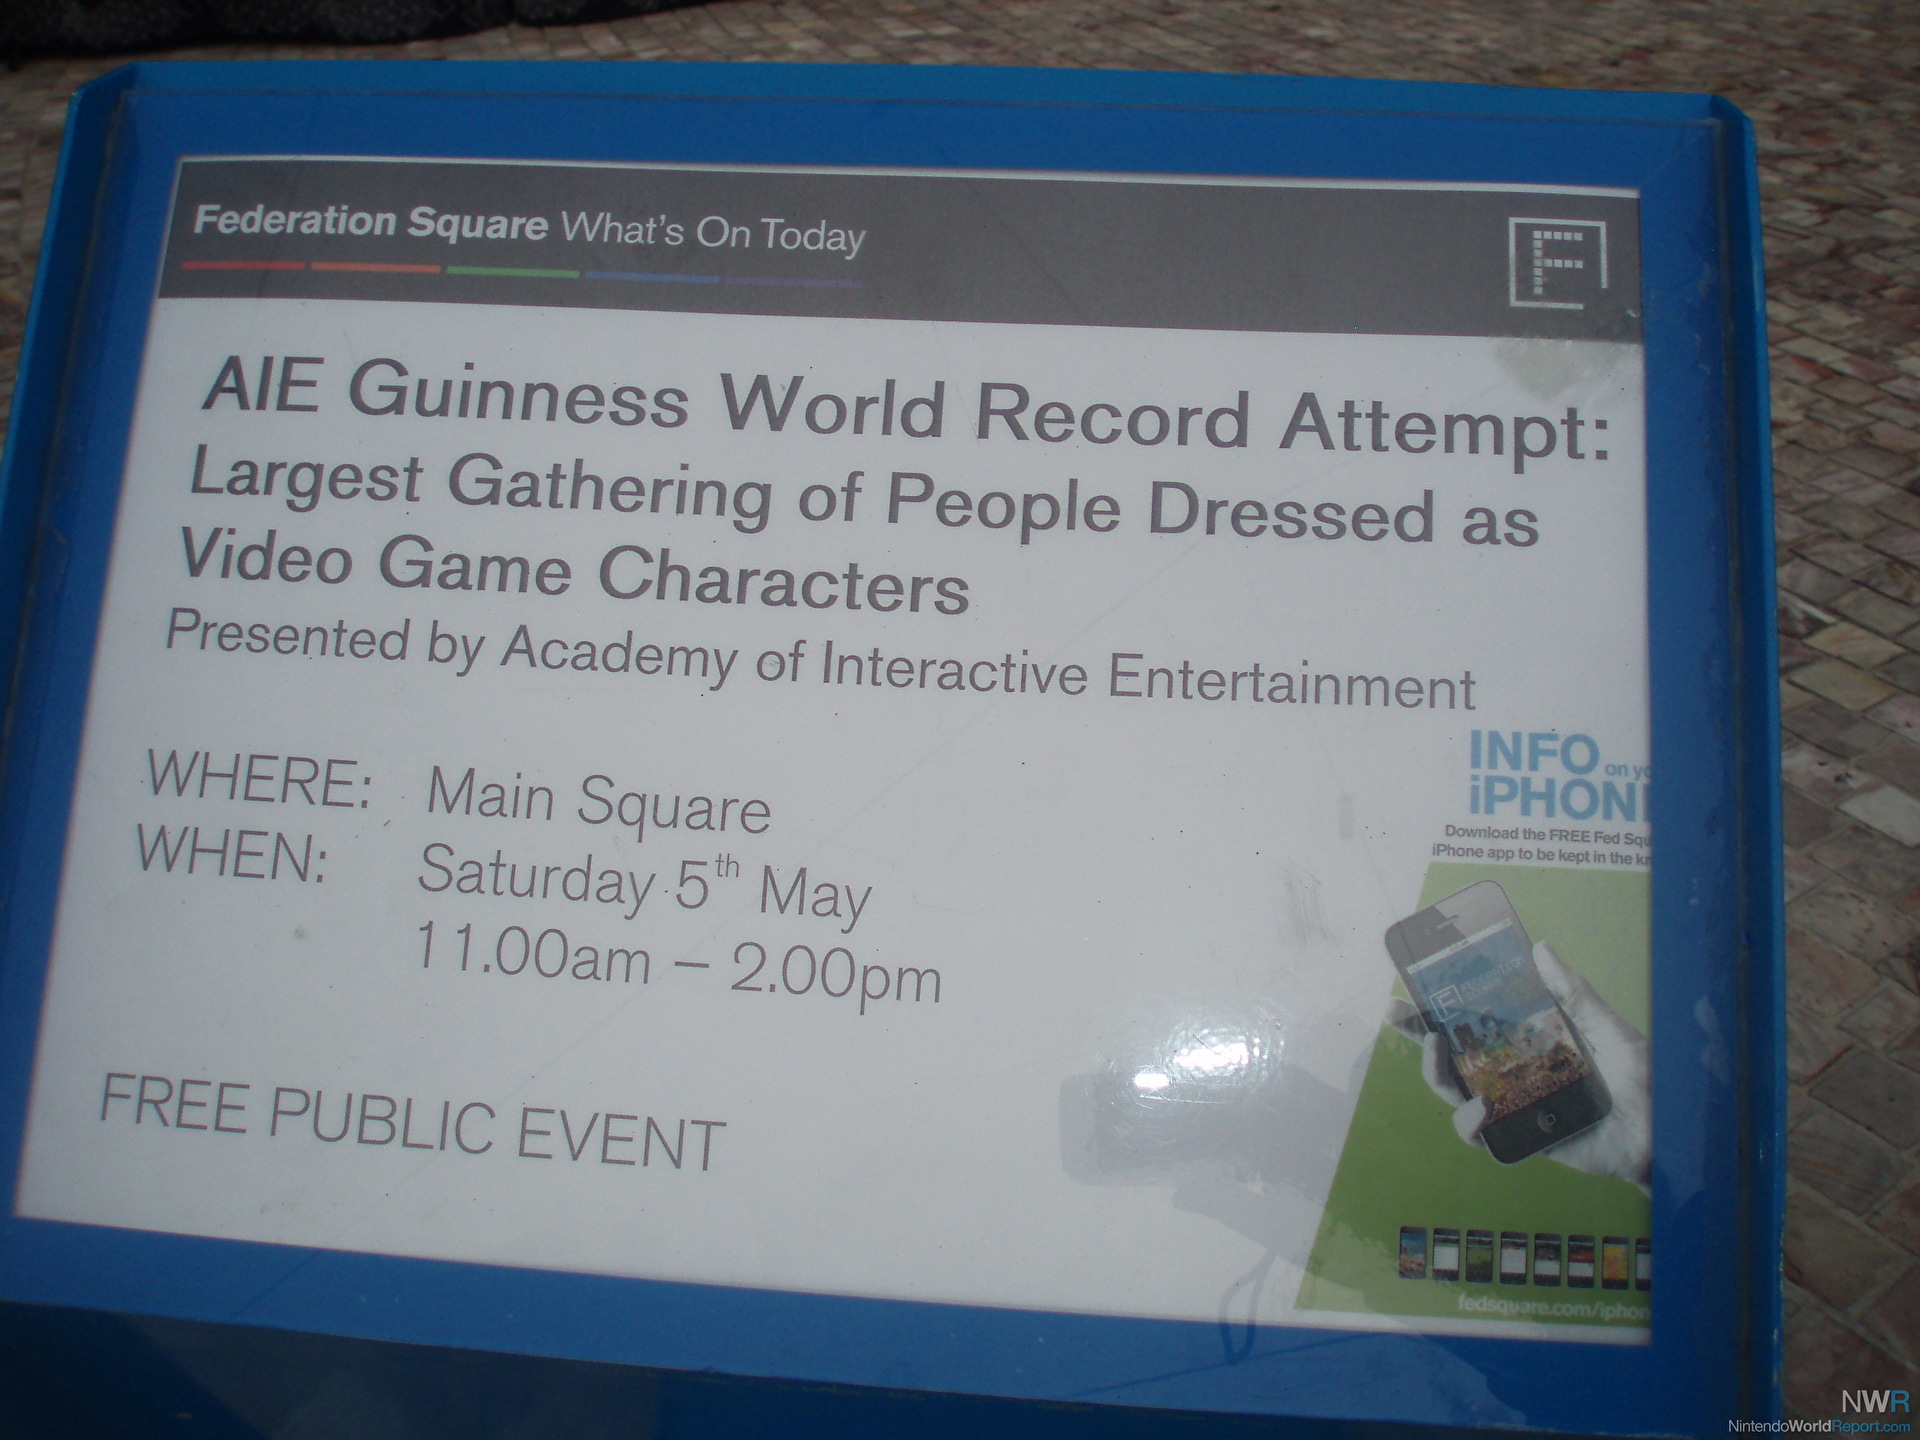 Federation Square What's On Today
F
AIE Guinness World Record Attempt:
Largest Gathering of People Dressed as
Video Game Characters
Presented by Academy of Interactive Entertainment
WHERE: Main Square
WHEN: Saturday 5th May
11.00am – 2.00pm
FREE PUBLIC EVENT
INFO on yo
iPHON
Download the FREE Fed Squ
iPhone app to be kept in the kn
fedsquare.com/iphon
NWR
NintendoWorldReport.com